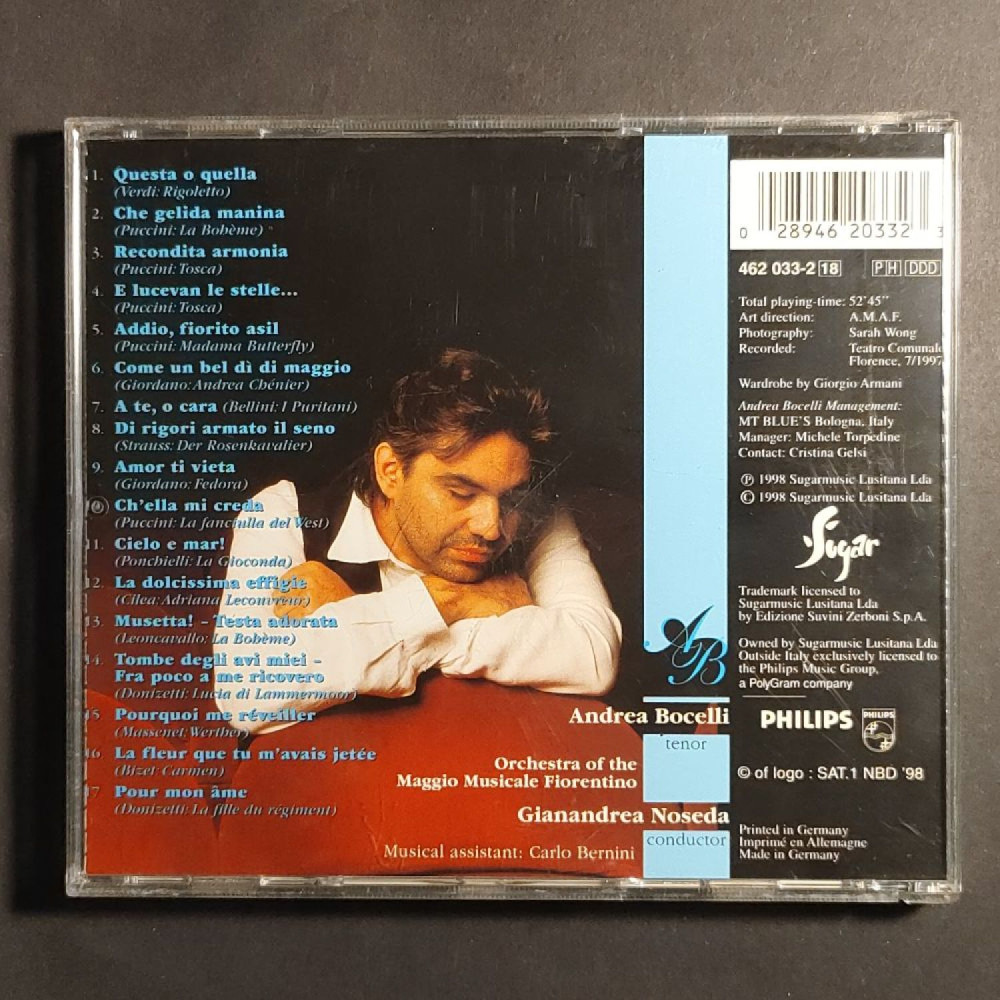 1. Questa o quella
(Verdi: Rigoletto)
2. Che gelida manina
(Puccini: La Bohème)
3. Recondita armonia
(Puccini: Tosca)
4. E lucevan le stelle...
(Puccini: Tosca)
5. Addio, fiorito asil
(Puccini: Madama Butterfly)
6. Come un bel dì di maggio
(Giordano: Andrea Chénier)
7. A te, o cara (Bellini: I Puritani)
8. Di rigori armato il seno
(Strauss: Der Rosenkavalier)
9. Amor ti vieta
(Giordano: Fedora)
10 Ch'ella mi creda
(Puccini: La fanciulla del West)
11. Cielo e mar!
(Ponchielli: La Gioconda)
12. La dolcissima effigie
(Cilea: Adriana Lecouvreur)
13. Musetta! – Testa adorata
(Leoncavallo: La Bohème)
14. Tombe degli avi miei –
Fra poco a me ricovero
(Donizetti: Lucia di Lammermoor)
15 Pourquoi me réveiller
(Massenet, Werther)
16. La fleur que tu m'avais jetée
(Bizet: Carmen)
17 Pour mon âme
(Donizetti: La fille du régiment)
AB
Andrea Bocelli
tenor
Orchestra of the
Maggio Musicale Fiorentino
Gianandrea Noseda
conductor
Musical assistant: Carlo Bernini
0 28946 20332 3
462 033-2 18 PH DDD
Total playing-time: 52'45"
Art direction: A.M.A.F.
Photography: Sarah Wong
Recorded: Teatro Comunale
Florence, 7/1997
Wardrobe by Giorgio Armani
Andrea Bocelli Management:
MT BLUE'S Bologna, Italy
Manager: Michele Torpedine
Contact: Cristina Gelsi
℗ 1998 Sugarmusic Lusitana Lda
© 1998 Sugarmusic Lusitana Lda
Sugar
Trademark licensed to
Sugarmusic Lusitana Lda
by Edizione Suvini Zerboni S.p.A.
Owned by Sugarmusic Lusitana Lda
Outside Italy exclusively licensed to
the Philips Music Group,
a PolyGram company
PHILIPS PHILIPS
© of logo : SAT.1 NBD '98
Printed in Germany
Imprimé en Allemagne
Made in Germany